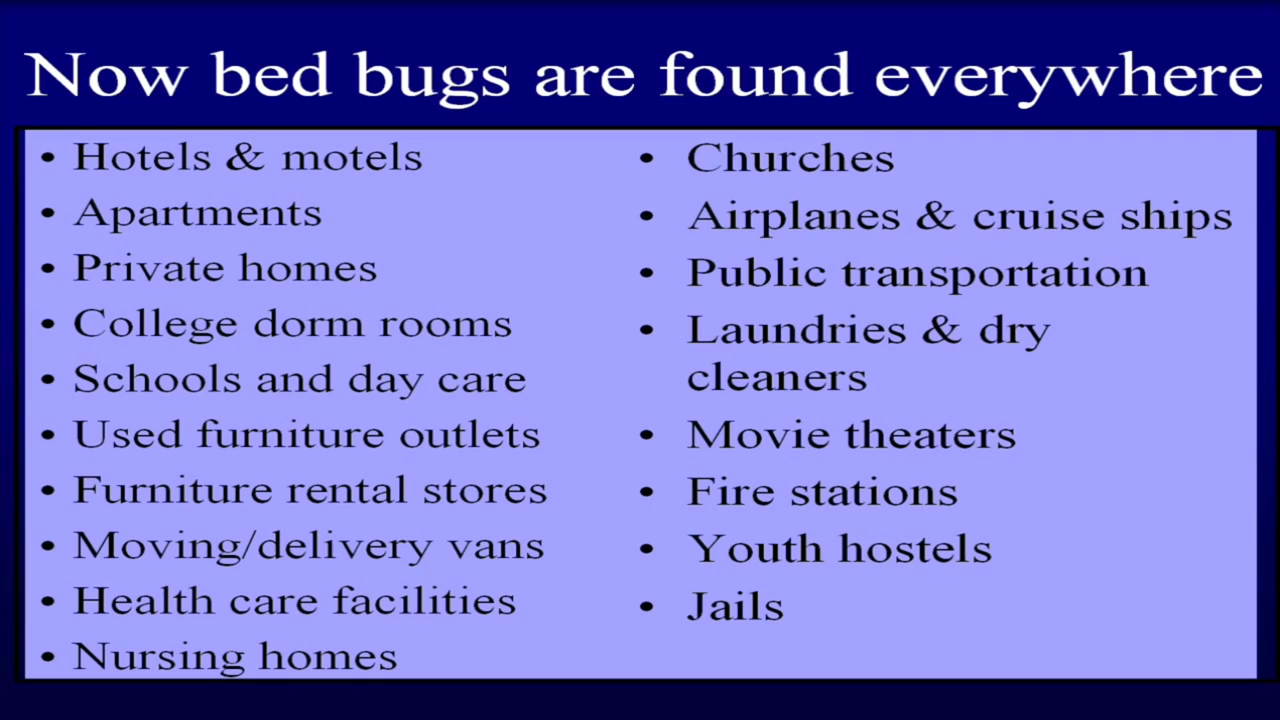 Now bed bugs are found everywhere
• Hotels & motels
• Apartments
• Private homes
• College dorm rooms
• Schools and day care
• Used furniture outlets
• Furniture rental stores
• Moving/delivery vans
• Health care facilities
• Nursing homes
• Churches
• Airplanes & cruise ships
• Public transportation
• Laundries & dry
cleaners
• Movie theaters
• Fire stations
• Youth hostels
• Jails